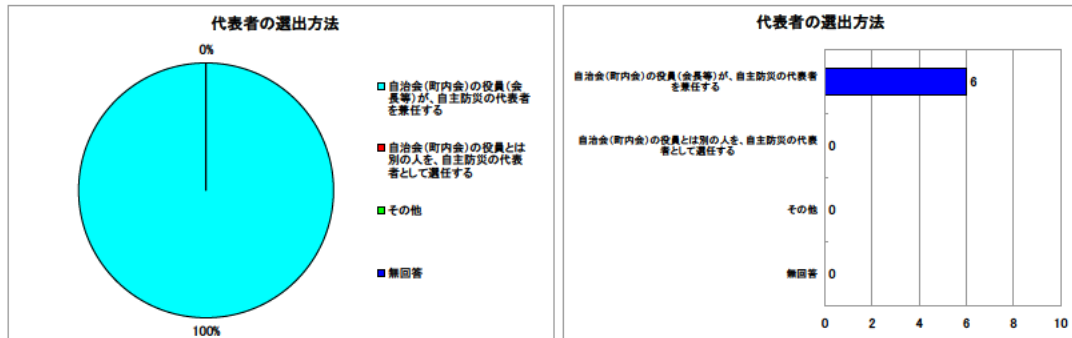 代表者の選出方法
0%
100%
自治会(町内会)の役員(会
長等)が、自主防災の代表者
を兼任する
自治会(町内会)の役員とは
別の人を、自主防災の代表
者として選任する
その他
無回答
代表者の選出方法
自治会(町内会)の役員(会長等)が、自主防災の代表者
を兼任する
6
自治会(町内会)の役員とは別の人を、自主防災の代表
者として選任する
0
その他
0
無回答
0
0 2 4 6 8 10